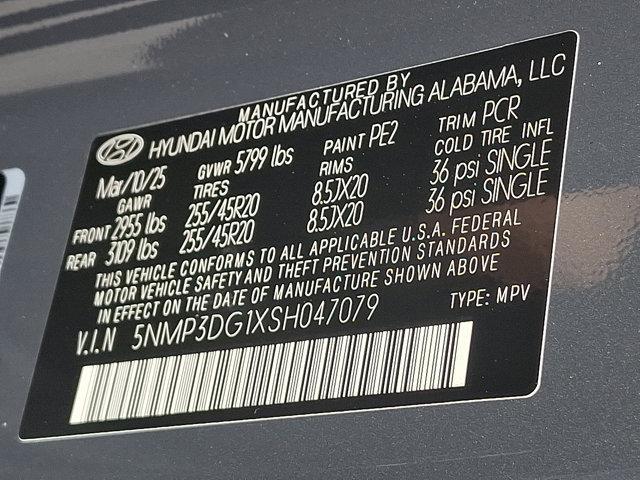 MANUFACTURED BY
HYUNDAI MOTOR MANUFACTURING ALABAMA, LLC
Mar/10/25 GVWR 5799 lbs PAINT PE2 TRIM PCR
GAWR TIRES RIMS COLD TIRE INFL
FRONT 2955 lbs 255/45R20 8.5JX20 36 psi SINGLE
REAR 3109 lbs 255/45R20 8.5JX20 36 psi SINGLE
THIS VEHICLE CONFORMS TO ALL APPLICABLE U.S.A. FEDERAL
MOTOR VEHICLE SAFETY AND THEFT PREVENTION STANDARDS
IN EFFECT ON THE DATE OF MANUFACTURE SHOWN ABOVE
V.I.N 5NMP3DG1XSH047079 TYPE: MPV